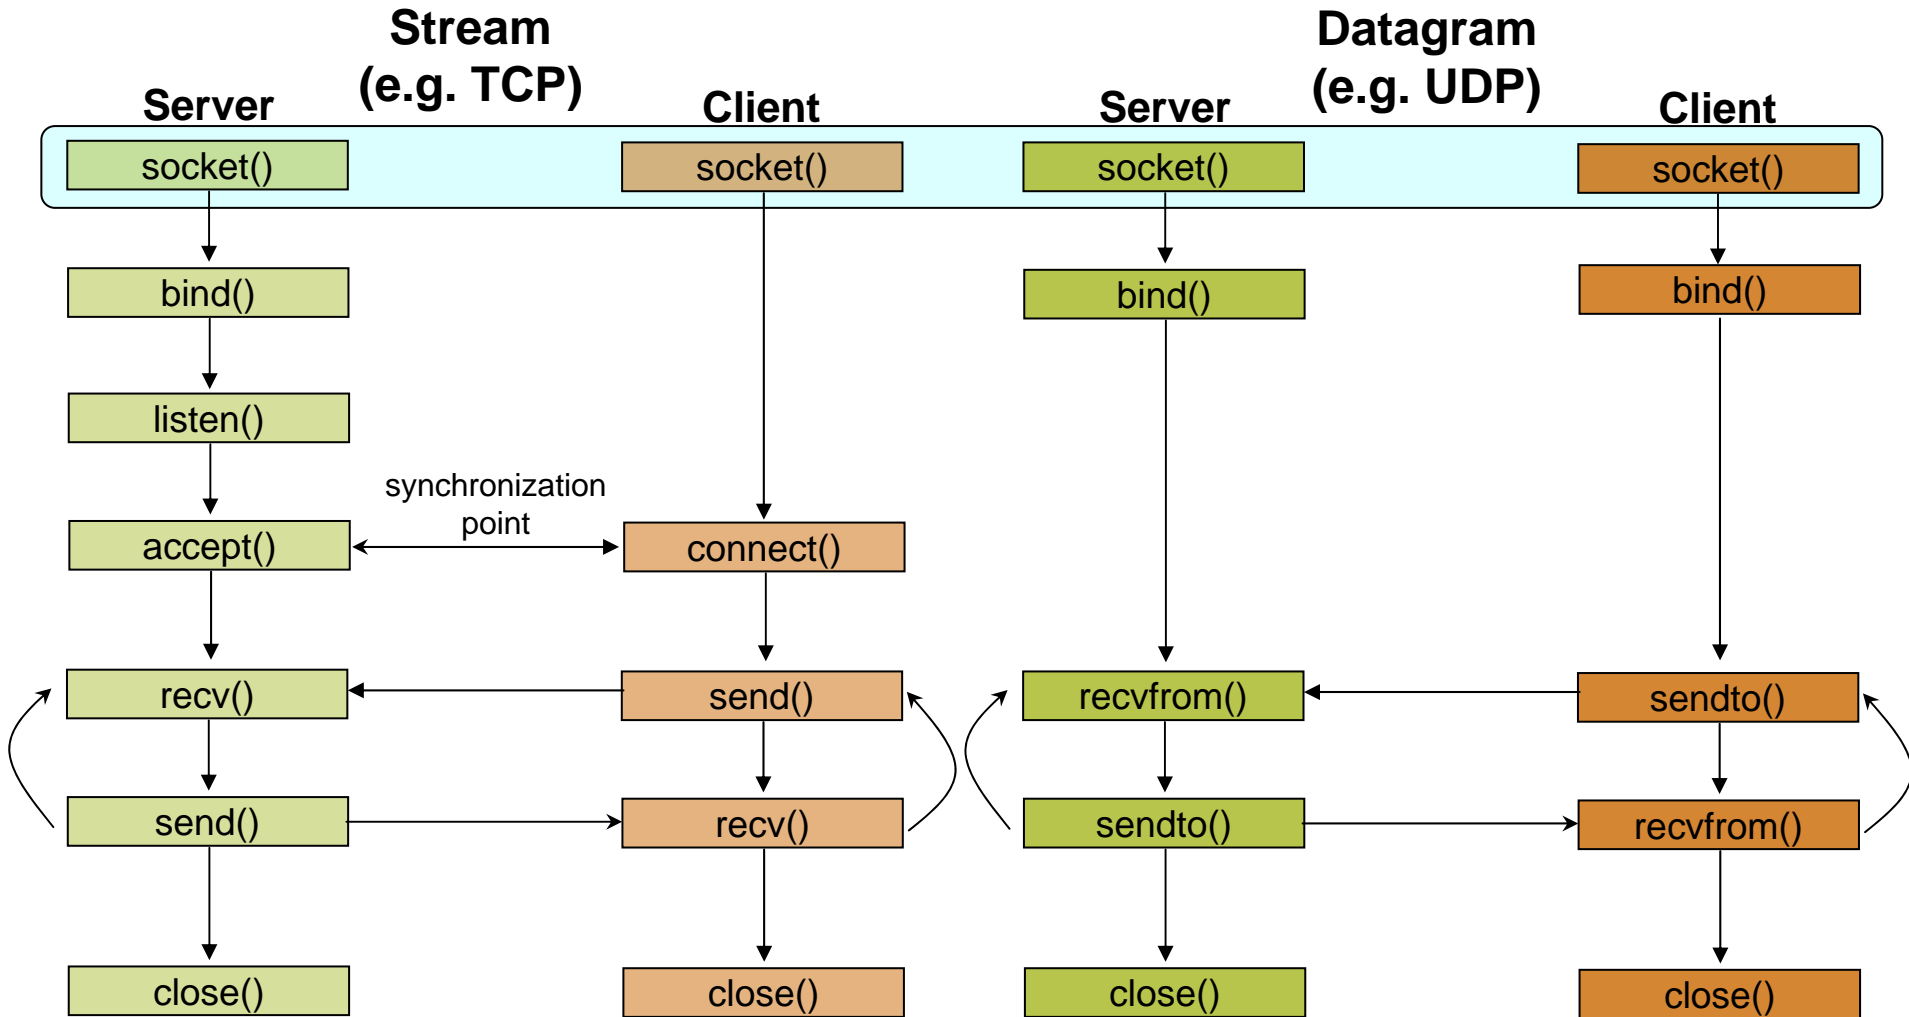 Stream
(e.g. TCP)
Server
Client
socket()
socket()
bind()
listen()
synchronization
point
accept()
connect()
recv()
send()
send()
recv()
close()
close()
Datagram
(e.g. UDP)
Server
Client
socket()
socket()
bind()
bind()
recvfrom()
sendto()
sendto()
recvfrom()
close()
close()